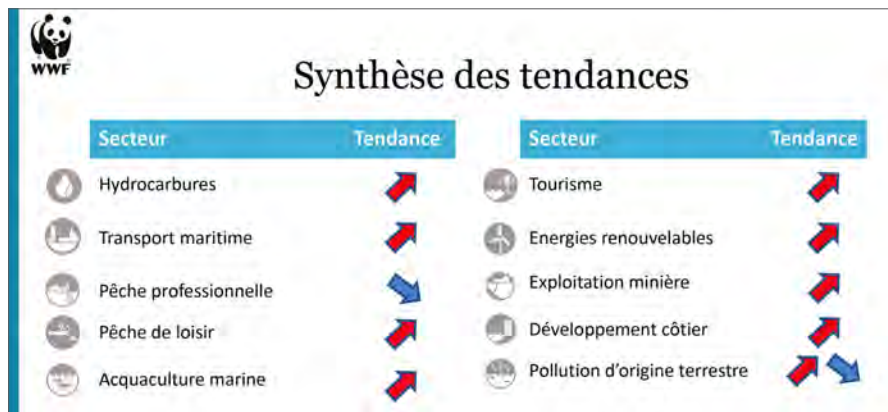 WWF
Synthèse des tendances
Secteur Tendance
Hydrocarbures
Transport maritime
Pêche professionnelle
Pêche de loisir
Acquaculture marine
Secteur Tendance
Tourisme
Energies renouvelables
Exploitation minière
Développement côtier
Pollution d'origine terrestre